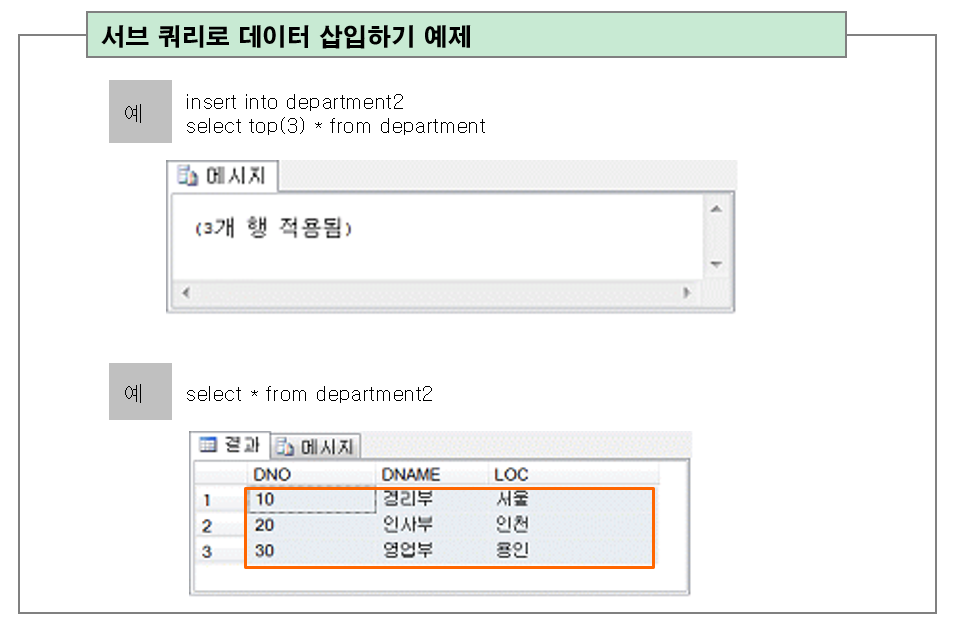 서브 쿼리로 데이터 삽입하기 예제
예
insert into department2
select top(3) * from department
메시지
(3개 행 적용됨)
예
select * from department2
결과 메시지
DNO DNAME LOC
1 10 경리부 서울
2 20 인사부 인천
3 30 영업부 용인